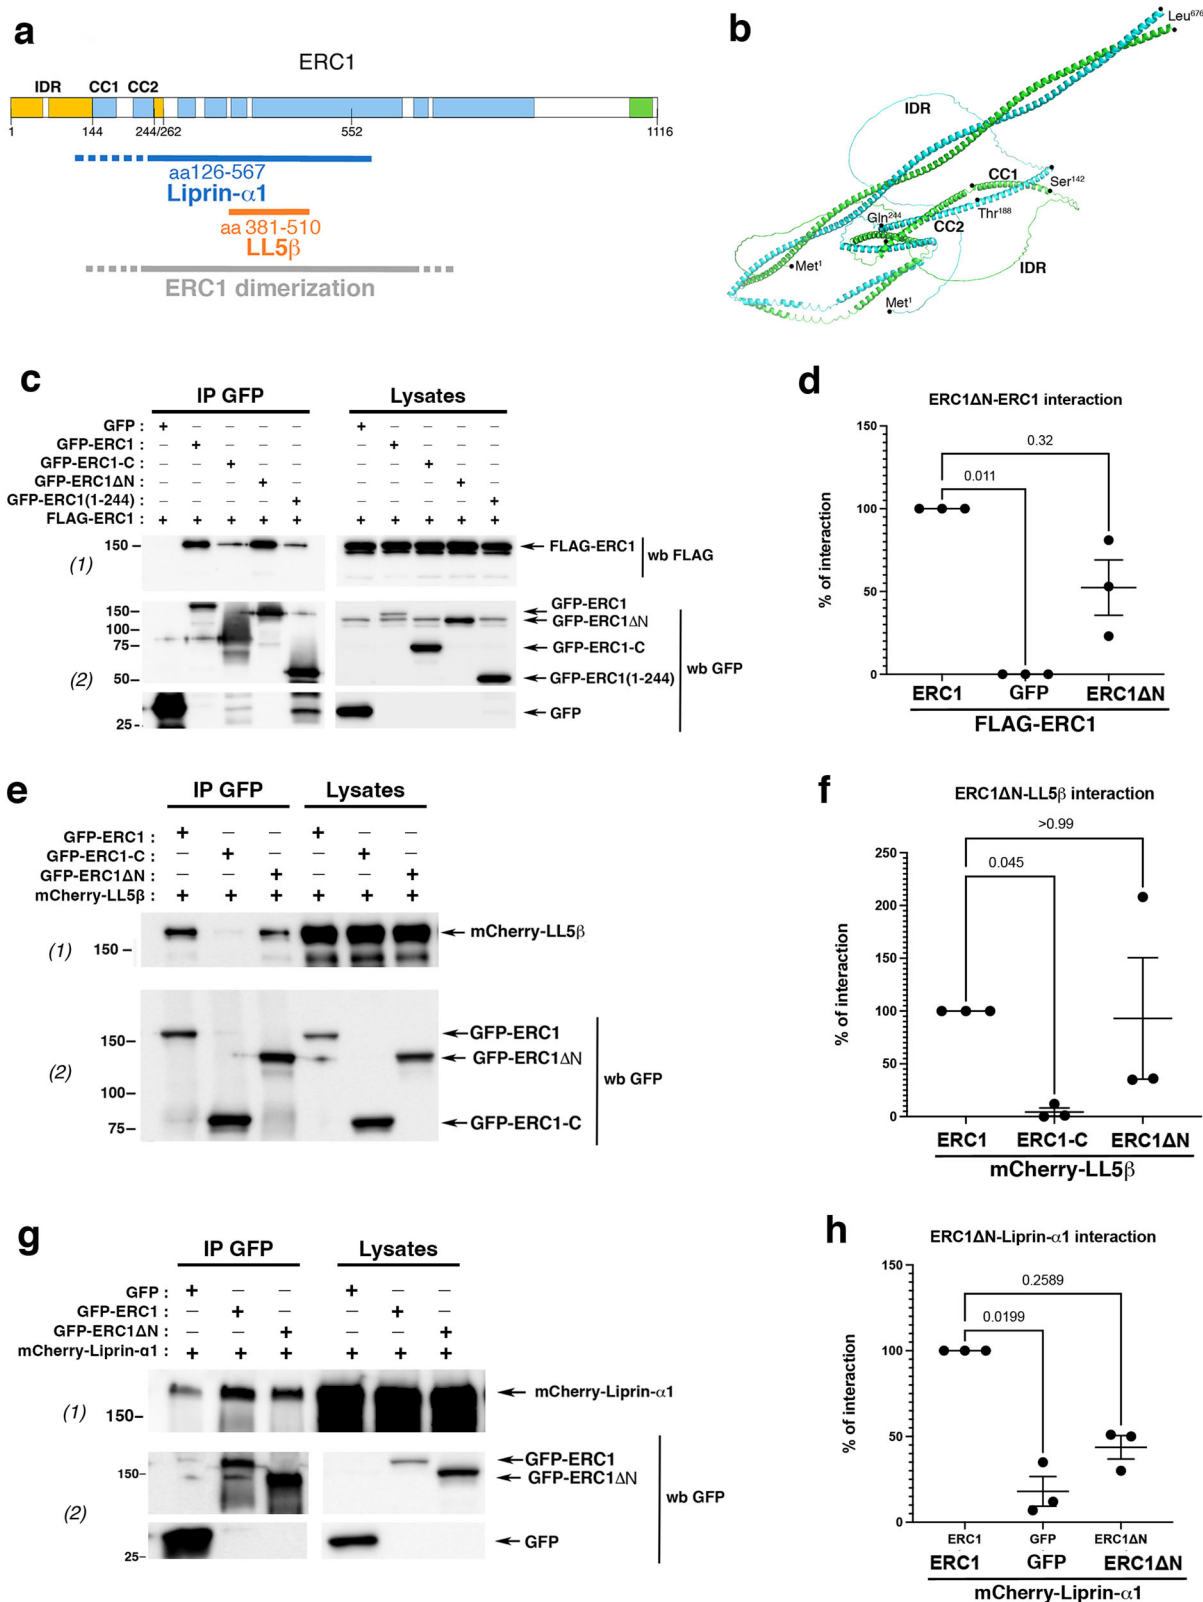 a
ERC1
IDR CC1 CC2
1 144 244/262 552 1116
aa126-567
Liprin-α1
aa 381-510
LL5β
ERC1 dimerization
b
Leu676
IDR
CC1
Ser142
Gln244
Thr188
CC2
Met1
IDR
Met1
c
IP GFP Lysates
GFP : + – – – – + – – – –
GFP-ERC1 : – + – – – – + – – –
GFP-ERC1-C : – – + – – – – + – –
GFP-ERC1ΔN : – – – + – – – – + –
GFP-ERC1(1-244) : – – – – + – – – – +
FLAG-ERC1 : + + + + + + + + + +
(1) 150 – FLAG-ERC1 wb FLAG
(2)
150–
100–
75–
50–
25–
GFP-ERC1
GFP-ERC1ΔN
GFP-ERC1-C
GFP-ERC1(1-244)
GFP
wb GFP
d
ERC1ΔN-ERC1 interaction
% of interaction
150
100
50
0
0.32
0.011
ERC1 GFP ERC1ΔN
FLAG-ERC1
e
IP GFP Lysates
GFP-ERC1 : + – – + – –
GFP-ERC1-C : – + – – + –
GFP-ERC1ΔN : – – + – – +
mCherry-LL5β : + + + + + +
(1) 150 – mCherry-LL5β
(2)
150–
100–
75–
GFP-ERC1
GFP-ERC1ΔN
GFP-ERC1-C
wb GFP
f
ERC1ΔN-LL5β interaction
% of interaction
250
200
150
100
50
0
>0.99
0.045
ERC1 ERC1-C ERC1ΔN
mCherry-LL5β
g
IP GFP Lysates
GFP : + – – + – –
GFP-ERC1 : – + – – + –
GFP-ERC1ΔN : – – + – – +
mCherry-Liprin-α1 : + + + + + +
(1) 150– mCherry-Liprin-α1
(2)
150–
25–
GFP-ERC1
GFP-ERC1ΔN
GFP
wb GFP
h
ERC1ΔN-Liprin-α1 interaction
% of interaction
150
100
50
0
0.2589
0.0199
ERC1 GFP ERC1ΔN
ERC1 GFP ERC1ΔN
mCherry-Liprin-α1